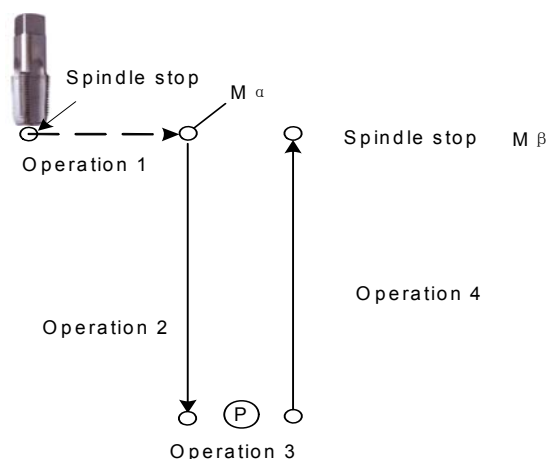 Spindle stop
M α
Operation 1
Spindle stop M β
Operation 4
Operation 2
P
Operation 3